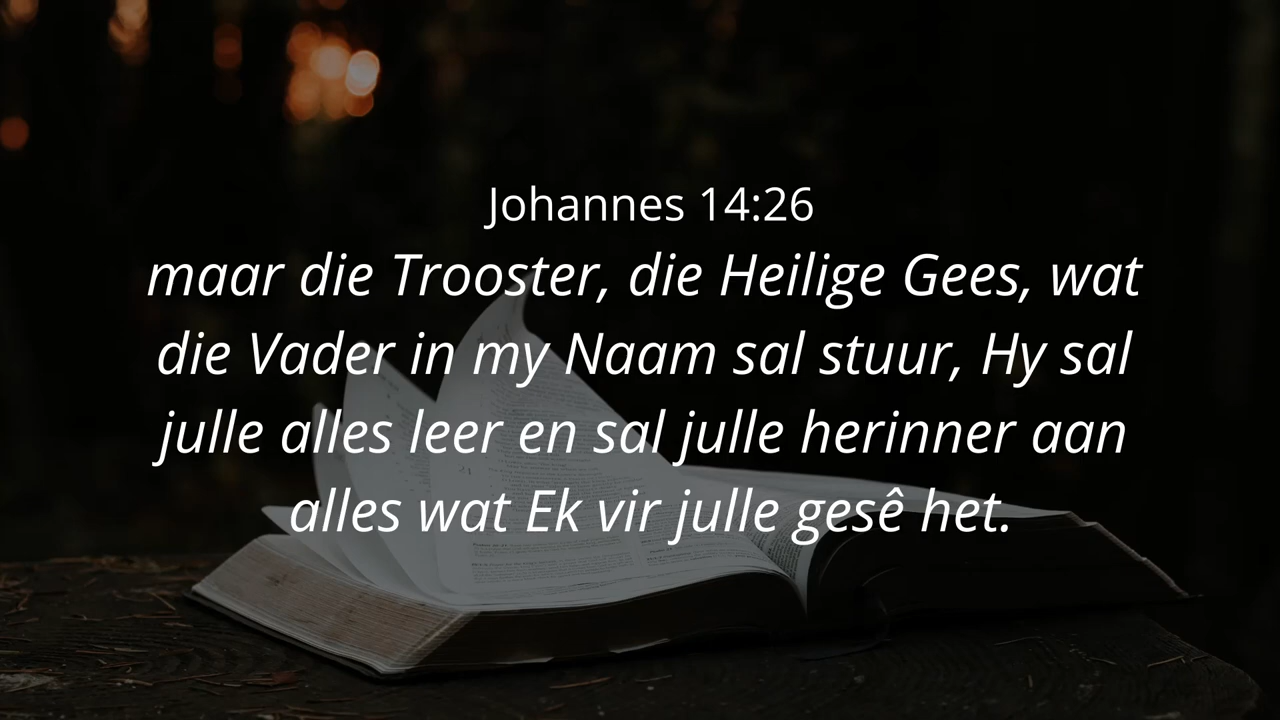 Johannes 14:26
maar die Trooster, die Heilige Gees, wat
die Vader in my Naam sal stuur, Hy sal
julle alles leer en sal julle herinner aan
alles wat Ek vir julle gesê het.